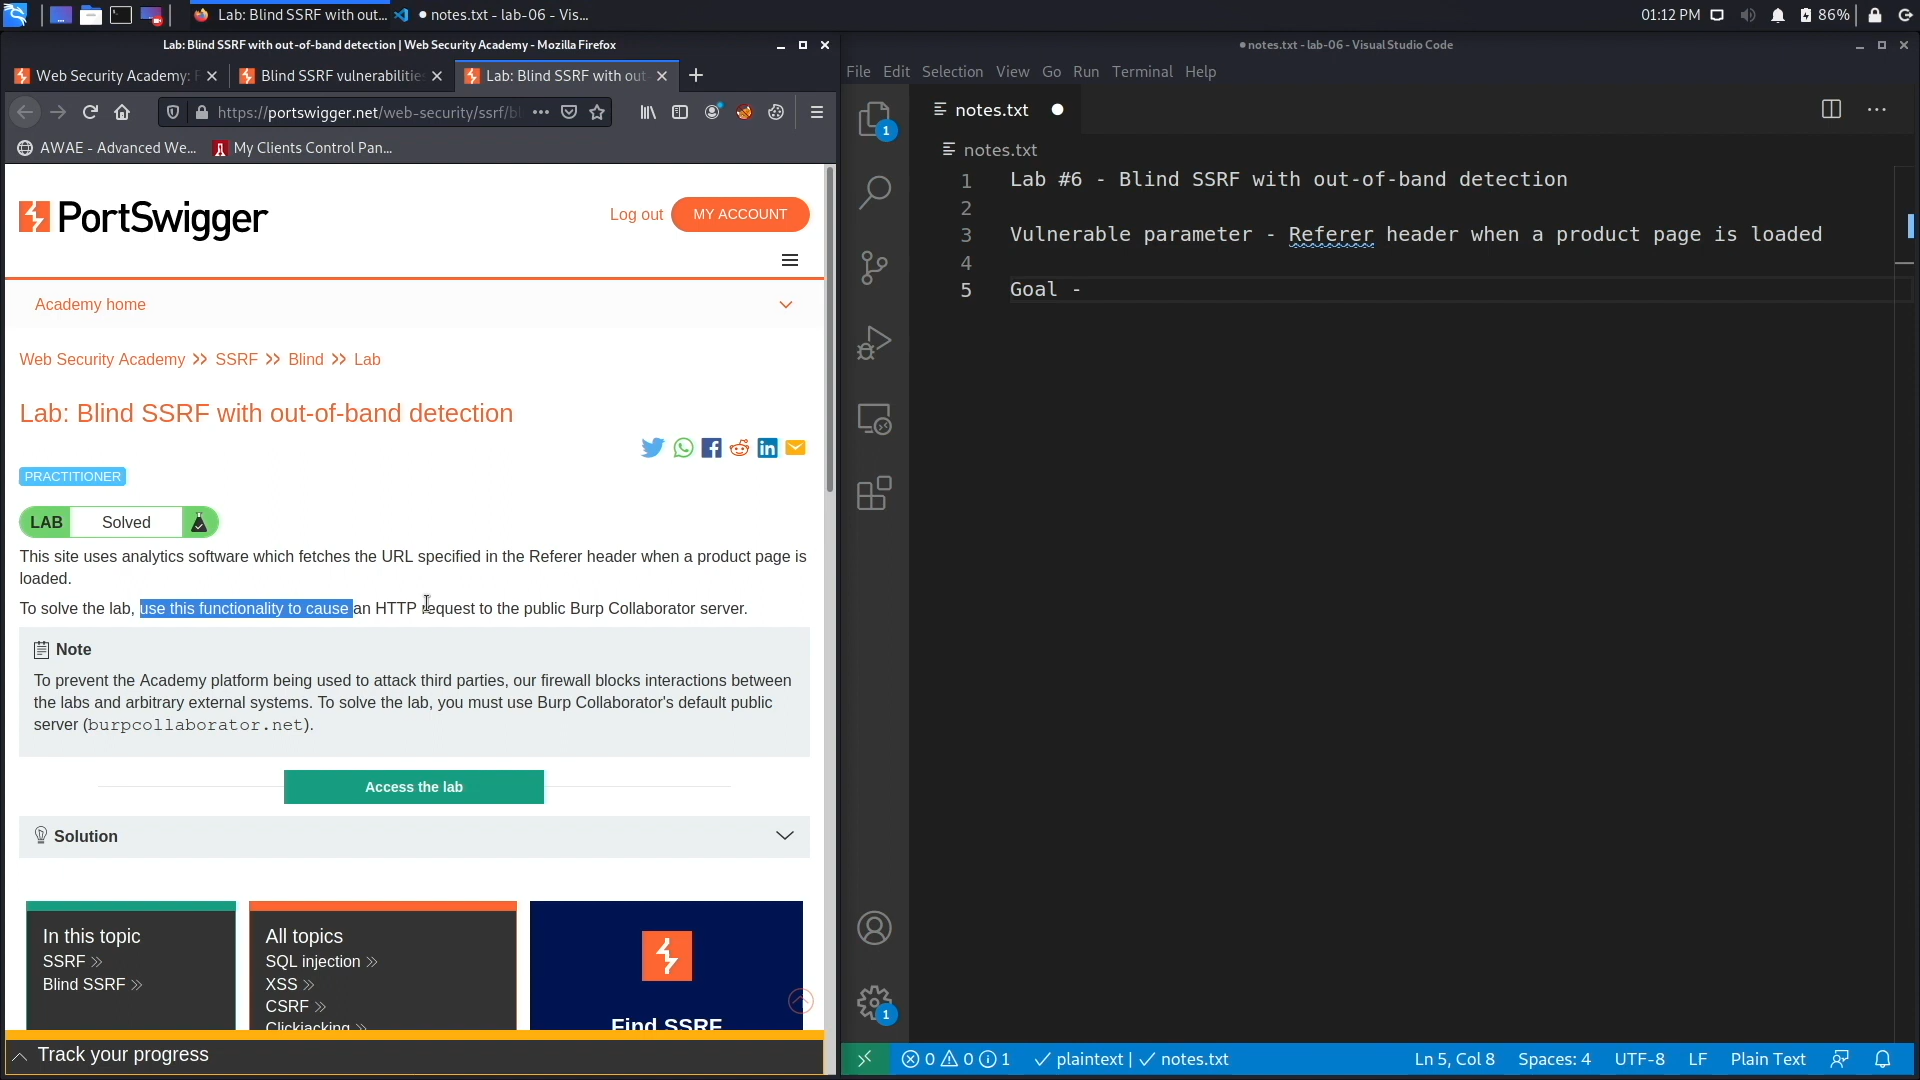 Lab: Blind SSRF with out...
● notes.txt - lab-06 - Vis...
01:12 PM
86%
Lab: Blind SSRF with out-of-band detection | Web Security Academy - Mozilla Firefox
● notes.txt - lab-06 - Visual Studio Code
Web Security Academy:
Blind SSRF vulnerabilities
Lab: Blind SSRF with out-
https://portswigger.net/web-security/ssrf/bl
AWAE - Advanced We...
My Clients Control Pan...
PortSwigger
Log out
MY ACCOUNT
Academy home
Web Security Academy >> SSRF >> Blind >> Lab
Lab: Blind SSRF with out-of-band detection
PRACTITIONER
LAB Solved
This site uses analytics software which fetches the URL specified in the Referer header when a product page is
loaded.
To solve the lab, use this functionality to cause an HTTP request to the public Burp Collaborator server.
Note
To prevent the Academy platform being used to attack third parties, our firewall blocks interactions between
the labs and arbitrary external systems. To solve the lab, you must use Burp Collaborator's default public
server (burpcollaborator.net).
Access the lab
Solution
In this topic
SSRF >>
Blind SSRF >>
All topics
SQL injection >>
XSS >>
CSRF >>
Clickjacking >>
Find SSRF
Track your progress
File Edit Selection View Go Run Terminal Help
1
notes.txt ●
notes.txt
1 Lab #6 - Blind SSRF with out-of-band detection
2
3 Vulnerable parameter - Referer header when a product page is loaded
4
5 Goal -
1
0 0 1 plaintext | notes.txt
Ln 5, Col 8 Spaces: 4 UTF-8 LF Plain Text